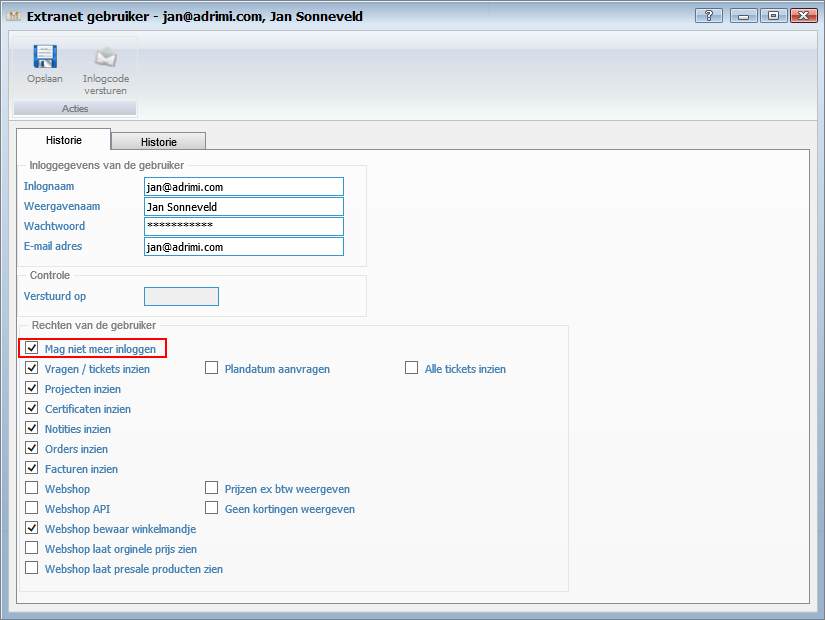 Extranet gebruiker - jan@adrimi.com, Jan Sonneveld
?
Opslaan
Inlogcode versturen
Acties
Historie
Historie
Inloggegevens van de gebruiker
Inlognaam jan@adrimi.com
Weergavenaam Jan Sonneveld
Wachtwoord ***********
E-mail adres jan@adrimi.com
Controle
Verstuurd op
Rechten van de gebruiker
Mag niet meer inloggen
Vragen / tickets inzien Plandatum aanvragen Alle tickets inzien
Projecten inzien
Certificaten inzien
Notities inzien
Orders inzien
Facturen inzien
Webshop Prijzen ex btw weergeven
Webshop API Geen kortingen weergeven
Webshop bewaar winkelmandje
Webshop laat orginele prijs zien
Webshop laat presale producten zien